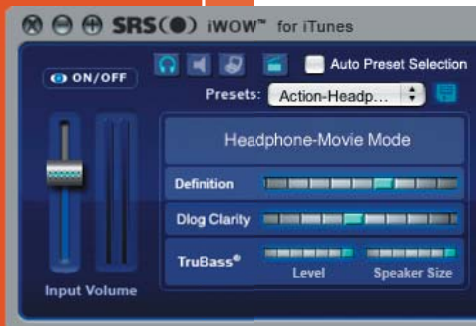 SRS(●) iWOW™ for iTunes
ON/OFF
Auto Preset Selection
Presets: Action-Headp...
Headphone-Movie Mode
Definition
Dlog Clarity
TruBass®
Level Speaker Size
Input Volume